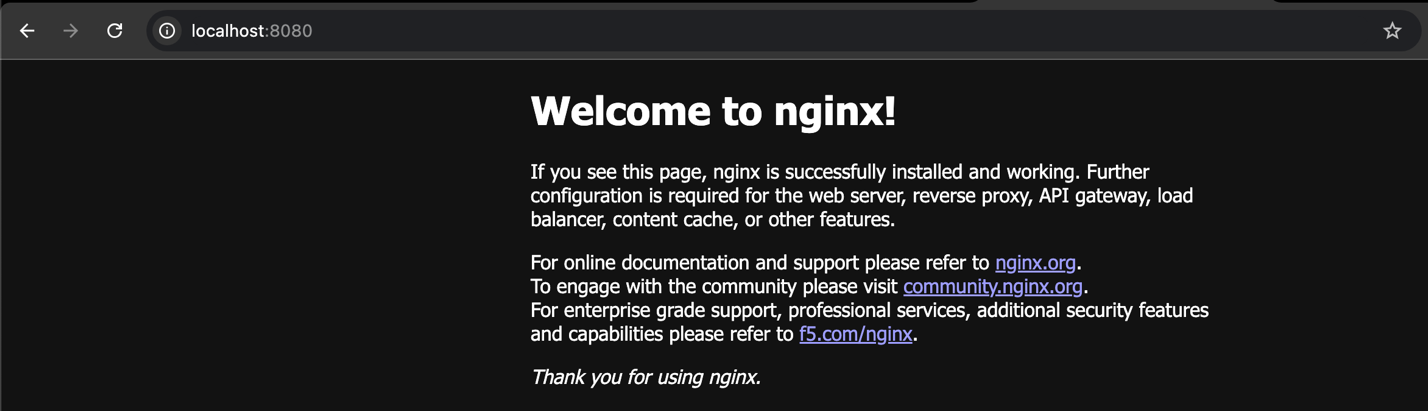 localhost:8080
Welcome to nginx!
If you see this page, nginx is successfully installed and working. Further
configuration is required for the web server, reverse proxy, API gateway, load
balancer, content cache, or other features.
For online documentation and support please refer to nginx.org.
To engage with the community please visit community.nginx.org.
For enterprise grade support, professional services, additional security features
and capabilities please refer to f5.com/nginx.
Thank you for using nginx.